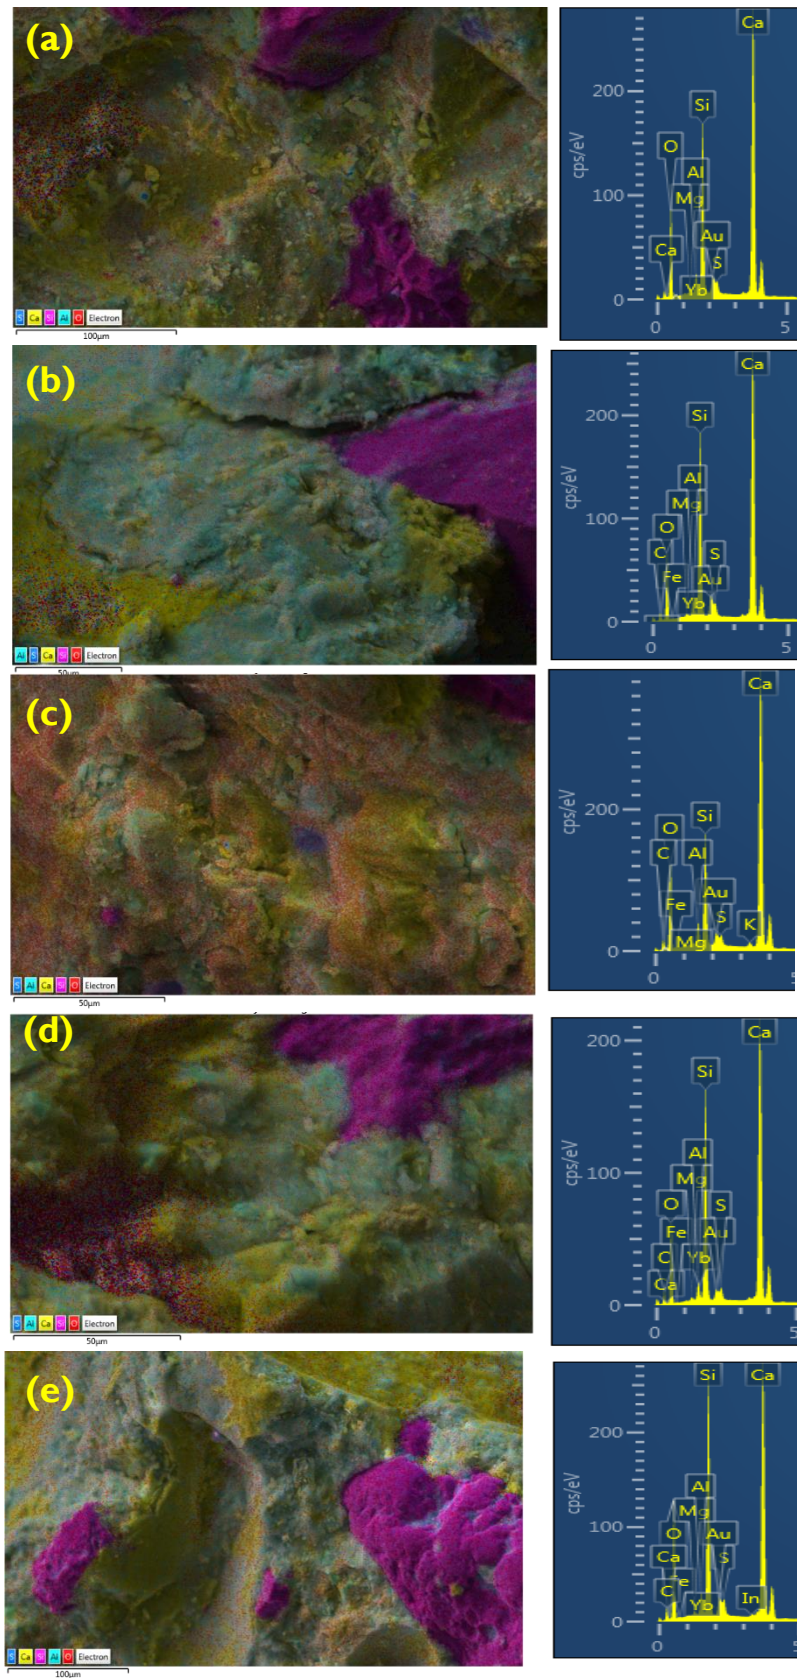 (a)
S Ca Si Al O Electron
100μm
cps/eV
200
100
0
Ca
Si
O
Al
Mg
Au
Ca
S
Yb
0 5
(b)
Al S Ca Si O Electron
50μm
cps/eV
200
100
0
Ca
Si
Al
Mg
O
C S
Fe Au
Yb
0 5
(c)
S Al Ca Si O Electron
50μm
cps/eV
200
0
Ca
Si
O
C Al
Au
Fe S
K
Mg
0
(d)
S Al Ca Si O Electron
50μm
cps/eV
200
100
0
Ca
Si
Al
Mg
O S
Fe Au
C Yb
Ca
0 5
(e)
S Ca Si Al O Electron
100μm
cps/eV
200
100
0
Si Ca
Al
Mg
O Au
Ca S
Fe
C In
Yb
0 5